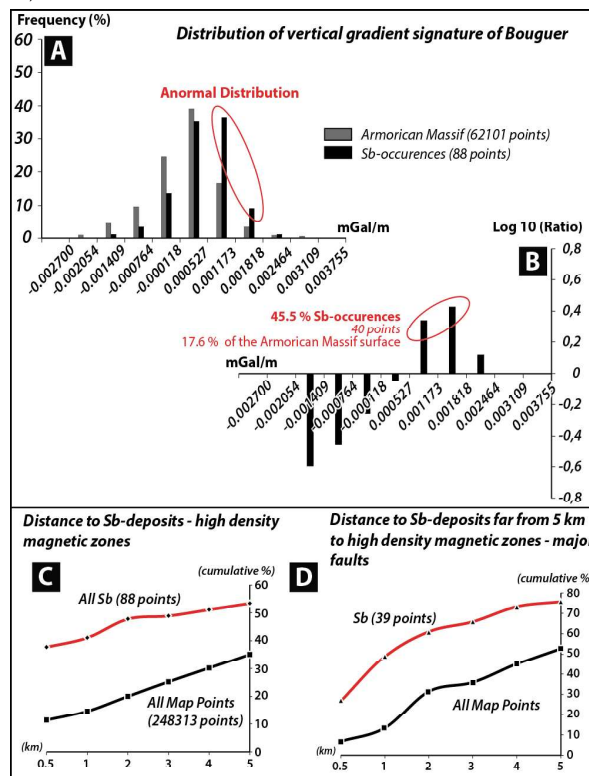 Frequency (%)
Distribution of vertical gradient signature of Bouguer
A
60
50
40
30
20
10
0
Anormal Distribution
Armorican Massif (62101 points)
Sb-occurences (88 points)
mGal/m
-0.002700
-0.002054
-0.001409
-0.000764
-0.000118
0.000527
0.001173
0.001818
0.002464
0.003109
0.003755
Log 10 (Ratio)
B
0,8
0,6
0,4
0,2
0
-0,2
-0,4
-0,6
-0,8
45.5 % Sb-occurences
40 points
17.6 % of the Armorican Massif surface
mGal/m
-0.002700
-0.002054
-0.001409
-0.000764
-0.000118
0.000527
0.001173
0.001818
0.002464
0.003109
0.003755
Distance to Sb-deposits - high density
magnetic zones
C
(cumulative %)
60
50
40
30
20
10
0
All Sb (88 points)
All Map Points
(248313 points)
(km)
0.5
1
2
3
4
5
Distance to Sb-deposits far from 5 km
to high density magnetic zones - major
faults
D
(cumulative %)
80
70
60
50
40
30
20
10
0
Sb (39 points)
All Map Points
(km)
0.5
1
2
3
4
5